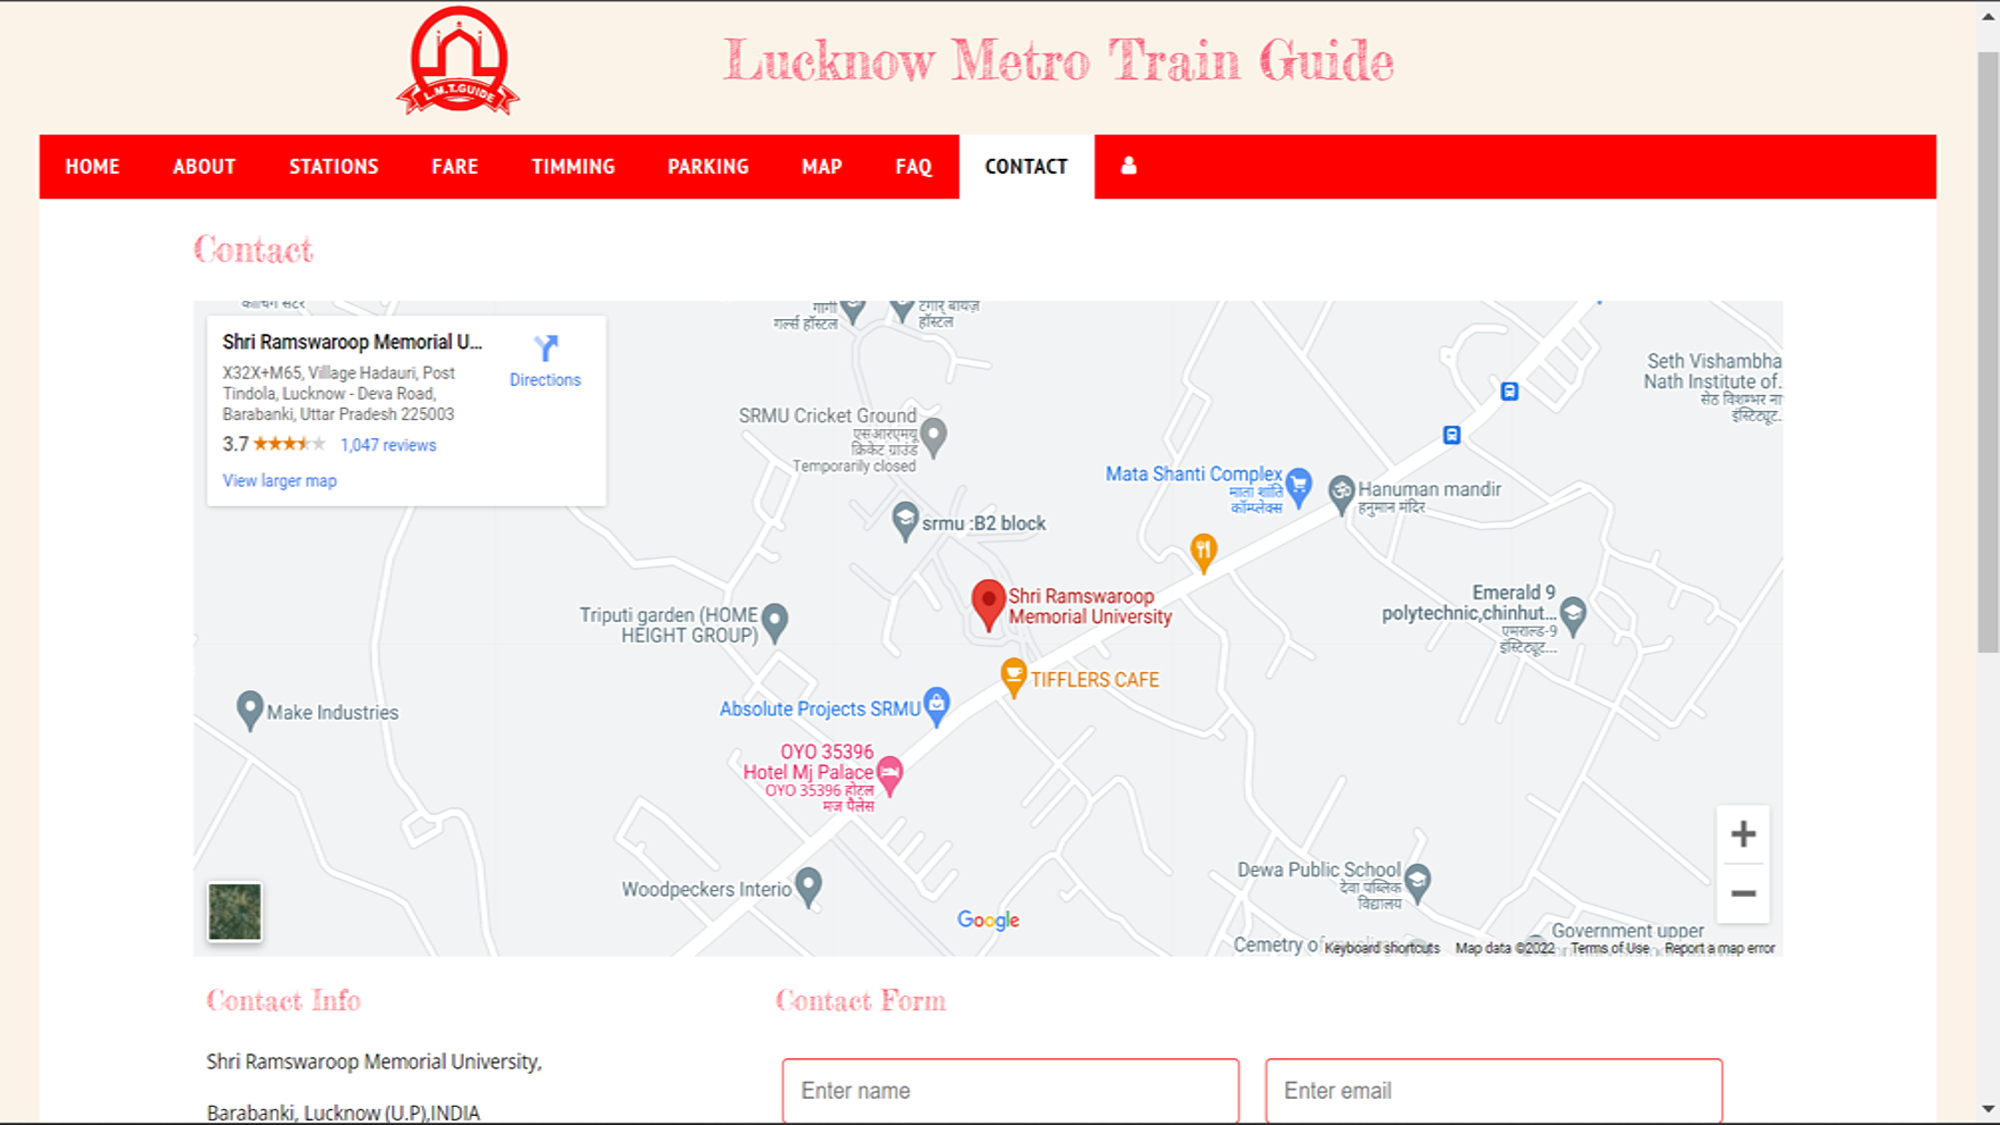 L.M.T.GUIDE
Lucknow Metro Train Guide
HOME ABOUT STATIONS FARE TIMMING PARKING MAP FAQ CONTACT
Contact
Shri Ramswaroop Memorial U...
X32X+M65, Village Hadauri, Post
Tindola, Lucknow - Deva Road,
Barabanki, Uttar Pradesh 225003
3.7 1,047 reviews
View larger map
Directions
गार्गी
गर्ल्स हॉस्टल
टैगोर बॉयज़
हॉस्टल
SRMU Cricket Ground
एसआरएमयू
क्रिकेट ग्राउंड
Temporarily closed
srmu :B2 block
Mata Shanti Complex
माता शांति
कॉम्प्लेक्स
Hanuman mandir
हनुमान मंदिर
Seth Vishambha
Nath Institute of.
सेठ विशम्भर ना
इंस्टिट्यूट.
Shri Ramswaroop
Memorial University
Triputi garden (HOME
HEIGHT GROUP)
Emerald 9
polytechnic,chinhut...
एमराल्ड-9
इंस्टिट्यूट...
TIFFLERS CAFE
Absolute Projects SRMU
Make Industries
OYO 35396
Hotel Mj Palace
OYO 35396 होटल
मज पैलेस
Woodpeckers Interio
Dewa Public School
देवा पब्लिक
विद्यालय
Google
Government upper
Cemetry of
Keyboard shortcuts Map data ©2022 Terms of Use Report a map error
Contact Info
Shri Ramswaroop Memorial University,
Barabanki, Lucknow (U.P),INDIA
Contact Form
Enter name
Enter email